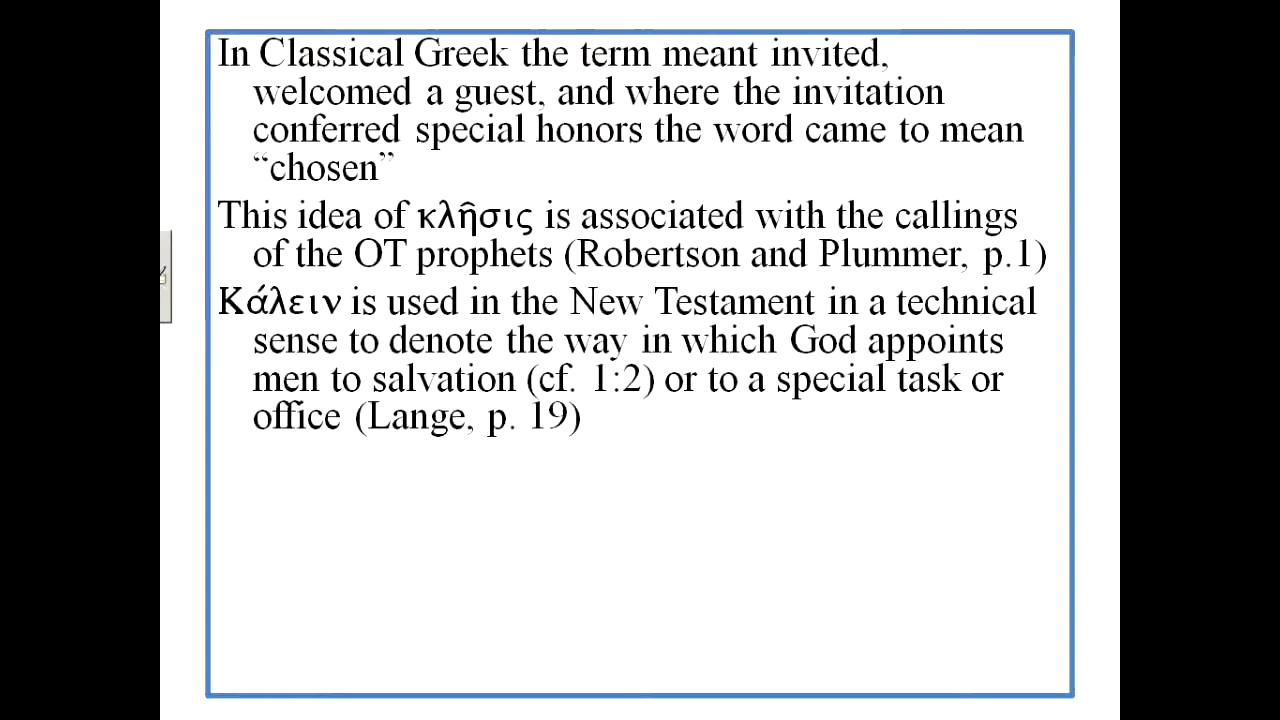 In Classical Greek the term meant invited,
welcomed a guest, and where the invitation
conferred special honors the word came to mean
“chosen”
This idea of κλῆσις is associated with the callings
of the OT prophets (Robertson and Plummer, p.1)
Κάλειν is used in the New Testament in a technical
sense to denote the way in which God appoints
men to salvation (cf. 1:2) or to a special task or
office (Lange, p. 19)